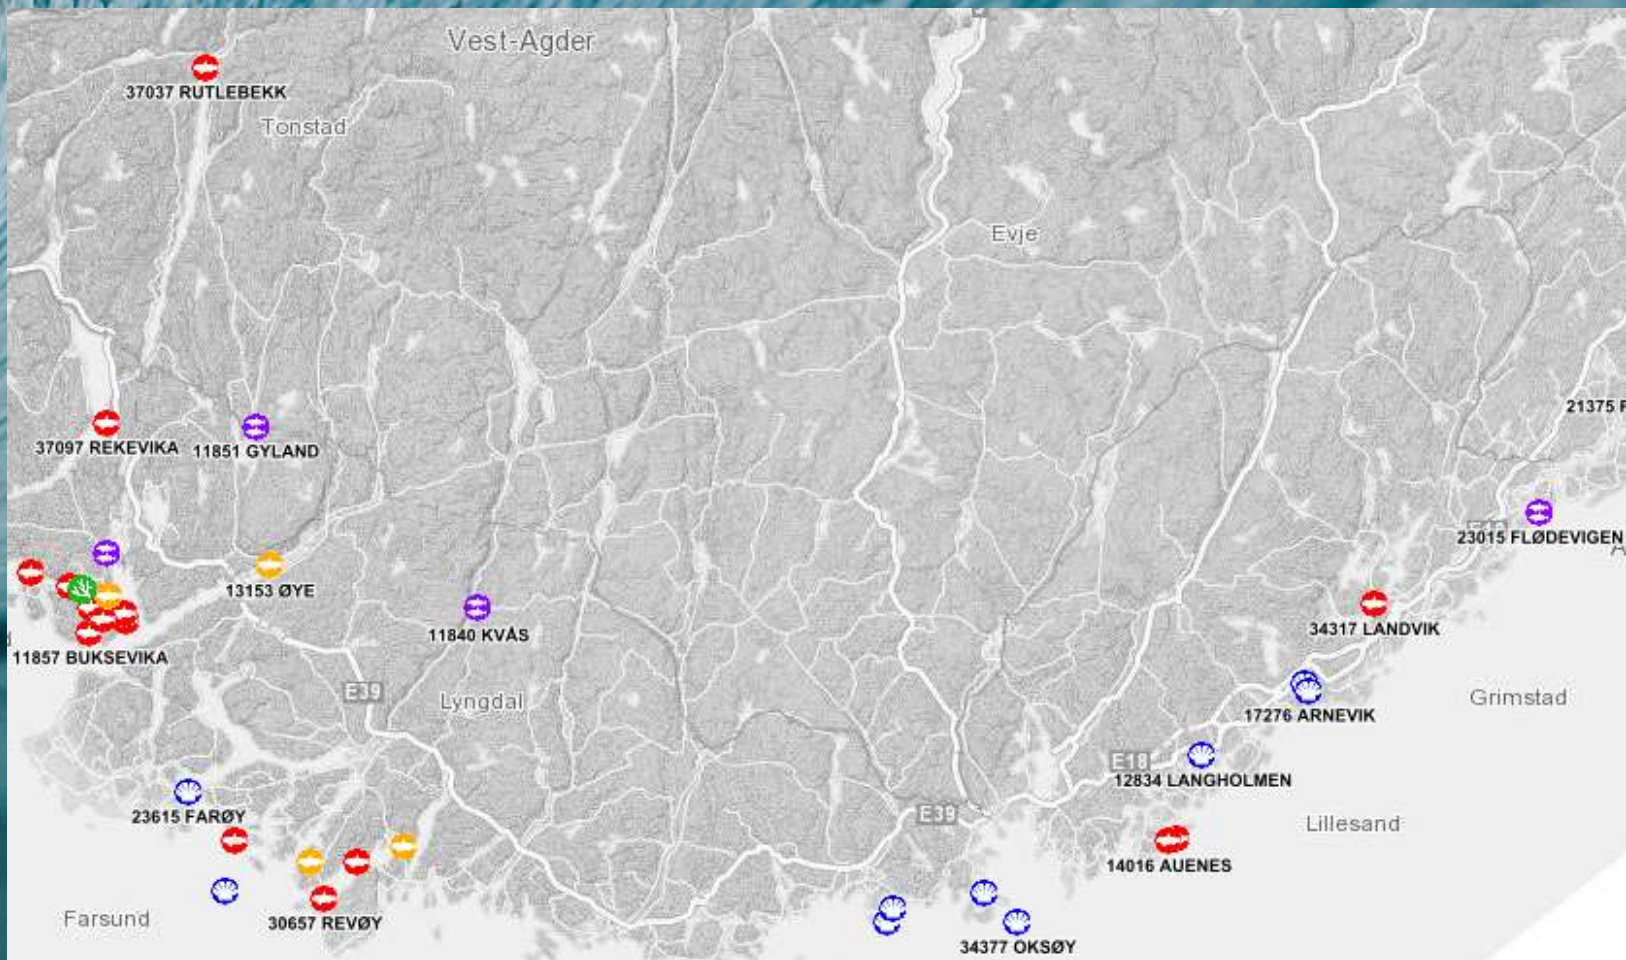 Vest-Agder
37037 RUTLEBEKK
Tonstad
Evje
21375 F
37097 REKEVIKA
11851 GYLAND
E18
23015 FLØDEVIGEN
13153 ØYE
34317 LANDVIK
11840 KVÅS
11857 BUKSEVIKA
E39
Lyngdal
Grimstad
17276 ARNEVIK
E18
12834 LANGHOLMEN
23615 FARØY
E39
Lillesand
14016 AUENES
Farsund
30657 REVØY
34377 OKSØY